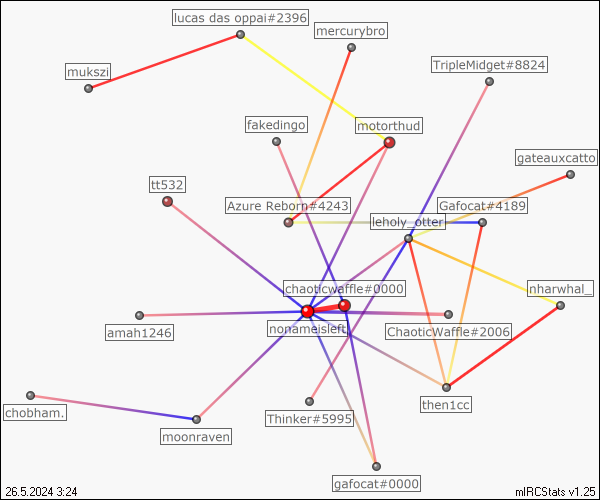 lucas das oppai#2396
mercurybro
mukszi
TripleMidget#8824
fakedingo
motorthud
gateauxcatto
tt532
Azure Reborn#4243
Gafocat#4189
leholy_otter
chaoticwaffle#0000
nharwhal_
nonameisleft
amah1246
ChaoticWaffle#2006
then1cc
chobham.
Thinker#5995
moonraven
gafocat#0000
26.5.2024 3:24
mIRCStats v1.25